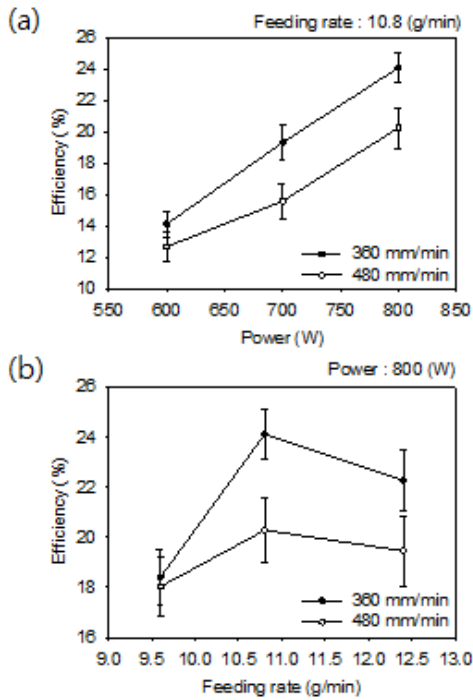 (a)
Feeding rate : 10.8 (g/min)
Efficiency (%)
26
24
22
20
18
16
14
12
10
360 mm/min
480 mm/min
550 600 650 700 750 800 850
Power (W)
(b)
Power : 800 (W)
Efficiency (%)
26
24
22
20
18
16
360 mm/min
480 mm/min
9.0 9.5 10.0 10.5 11.0 11.5 12.0 12.5 13.0
Feeding rate (g/min)